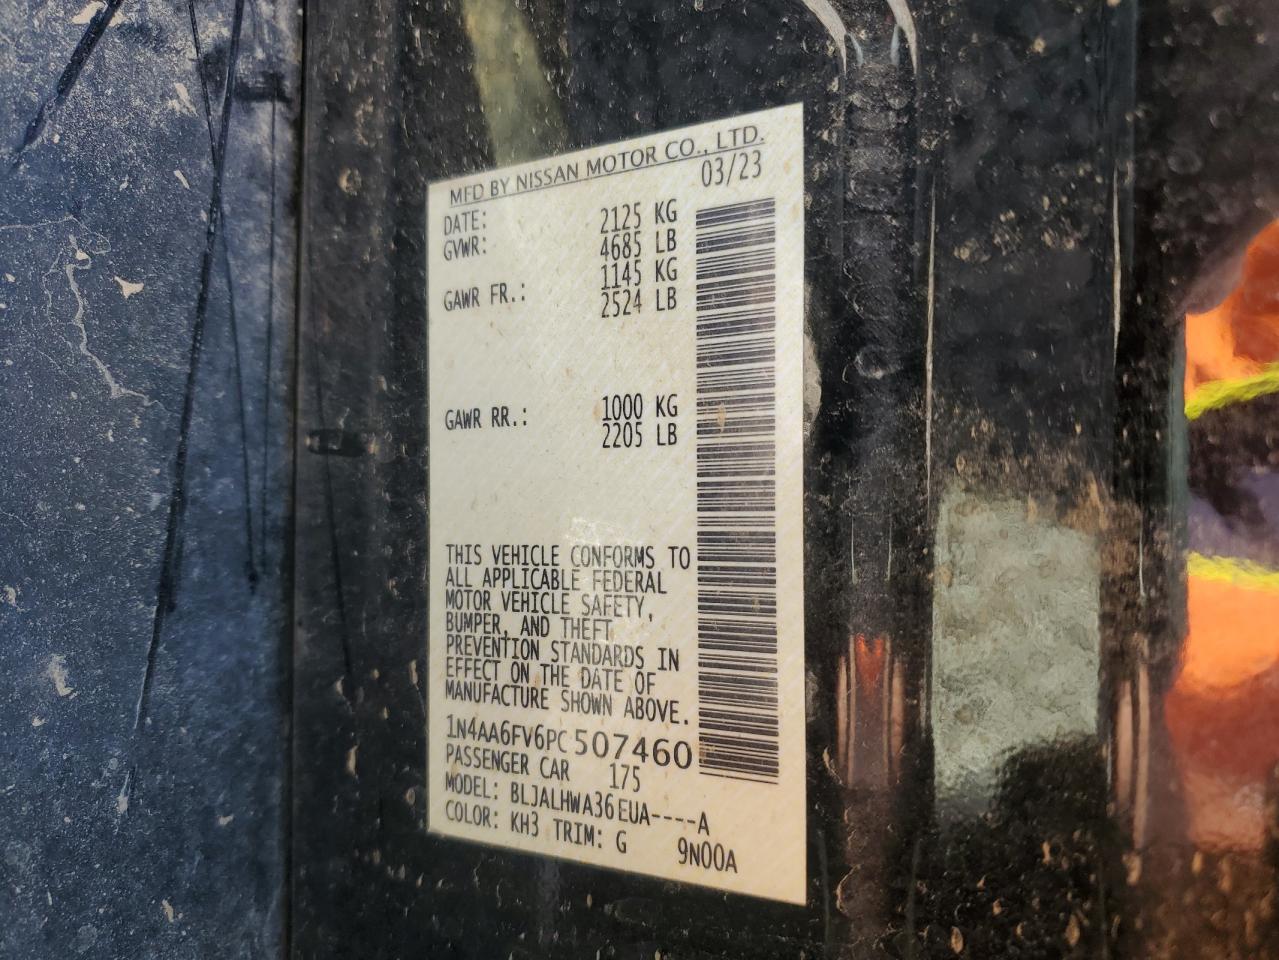 MFD BY NISSAN MOTOR CO., LTD.
DATE: 03/23
GVWR: 2125 KG
4685 LB
GAWR FR.: 1145 KG
2524 LB
GAWR RR.: 1000 KG
2205 LB
THIS VEHICLE CONFORMS TO
ALL APPLICABLE FEDERAL
MOTOR VEHICLE SAFETY,
BUMPER, AND THEFT
PREVENTION STANDARDS IN
EFFECT ON THE DATE OF
MANUFACTURE SHOWN ABOVE.
1N4AA6FV6PC507460
PASSENGER CAR 175
MODEL: BLJALHWA36EUA----A
COLOR: KH3 TRIM: G 9N00A